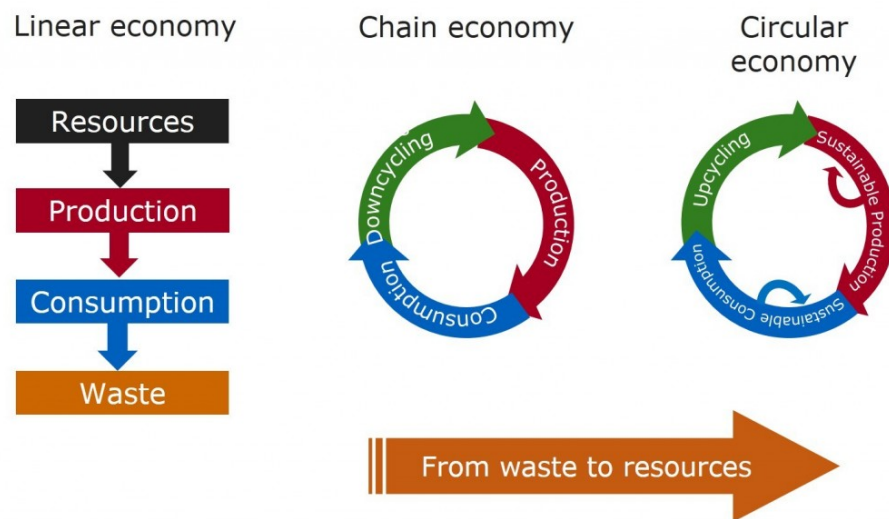 Linear economy
Resources
Production
Consumption
Waste
Chain economy
Downcycling
Production
Consumption
Circular
economy
Upcycling
Sustainable Production
Sustainable Consumption
From waste to resources